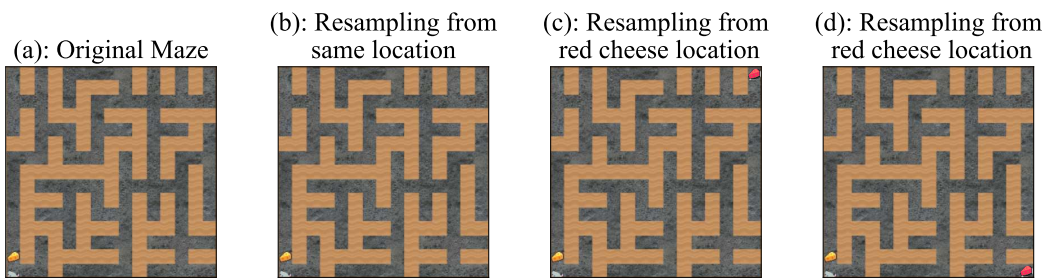 (a): Original Maze
(b): Resampling from
same location
(c): Resampling from
red cheese location
(d): Resampling from
red cheese location